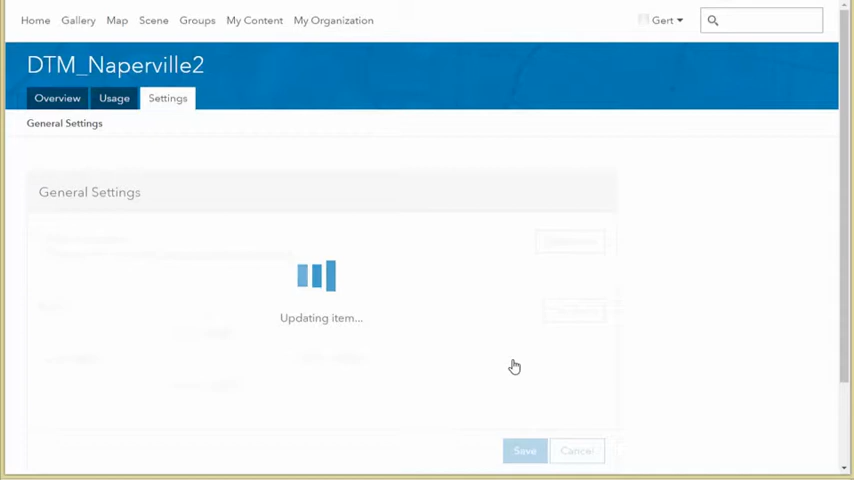 Home Gallery Map Scene Groups My Content My Organization Gert
DTM_Naperville2
Overview Usage Settings
General Settings
General Settings
Updating item...
Save Cancel